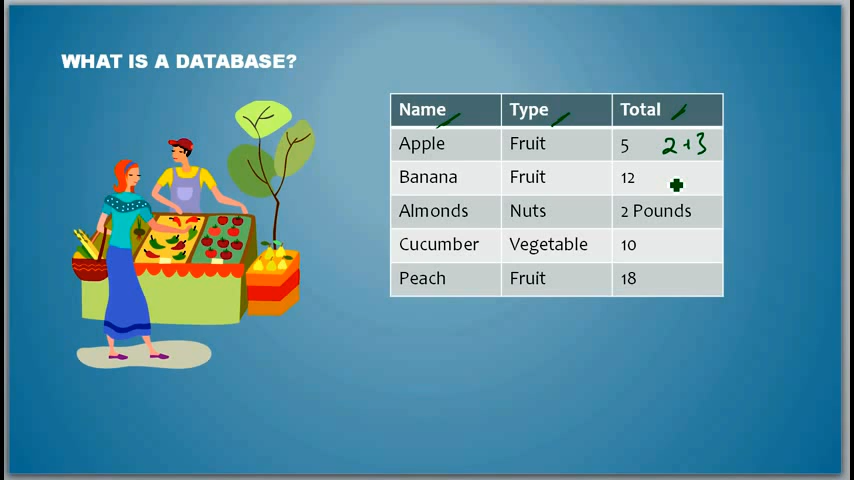 WHAT IS A DATABASE?
Name Type Total
Apple Fruit 5 2+3
Banana Fruit 12
Almonds Nuts 2 Pounds
Cucumber Vegetable 10
Peach Fruit 18